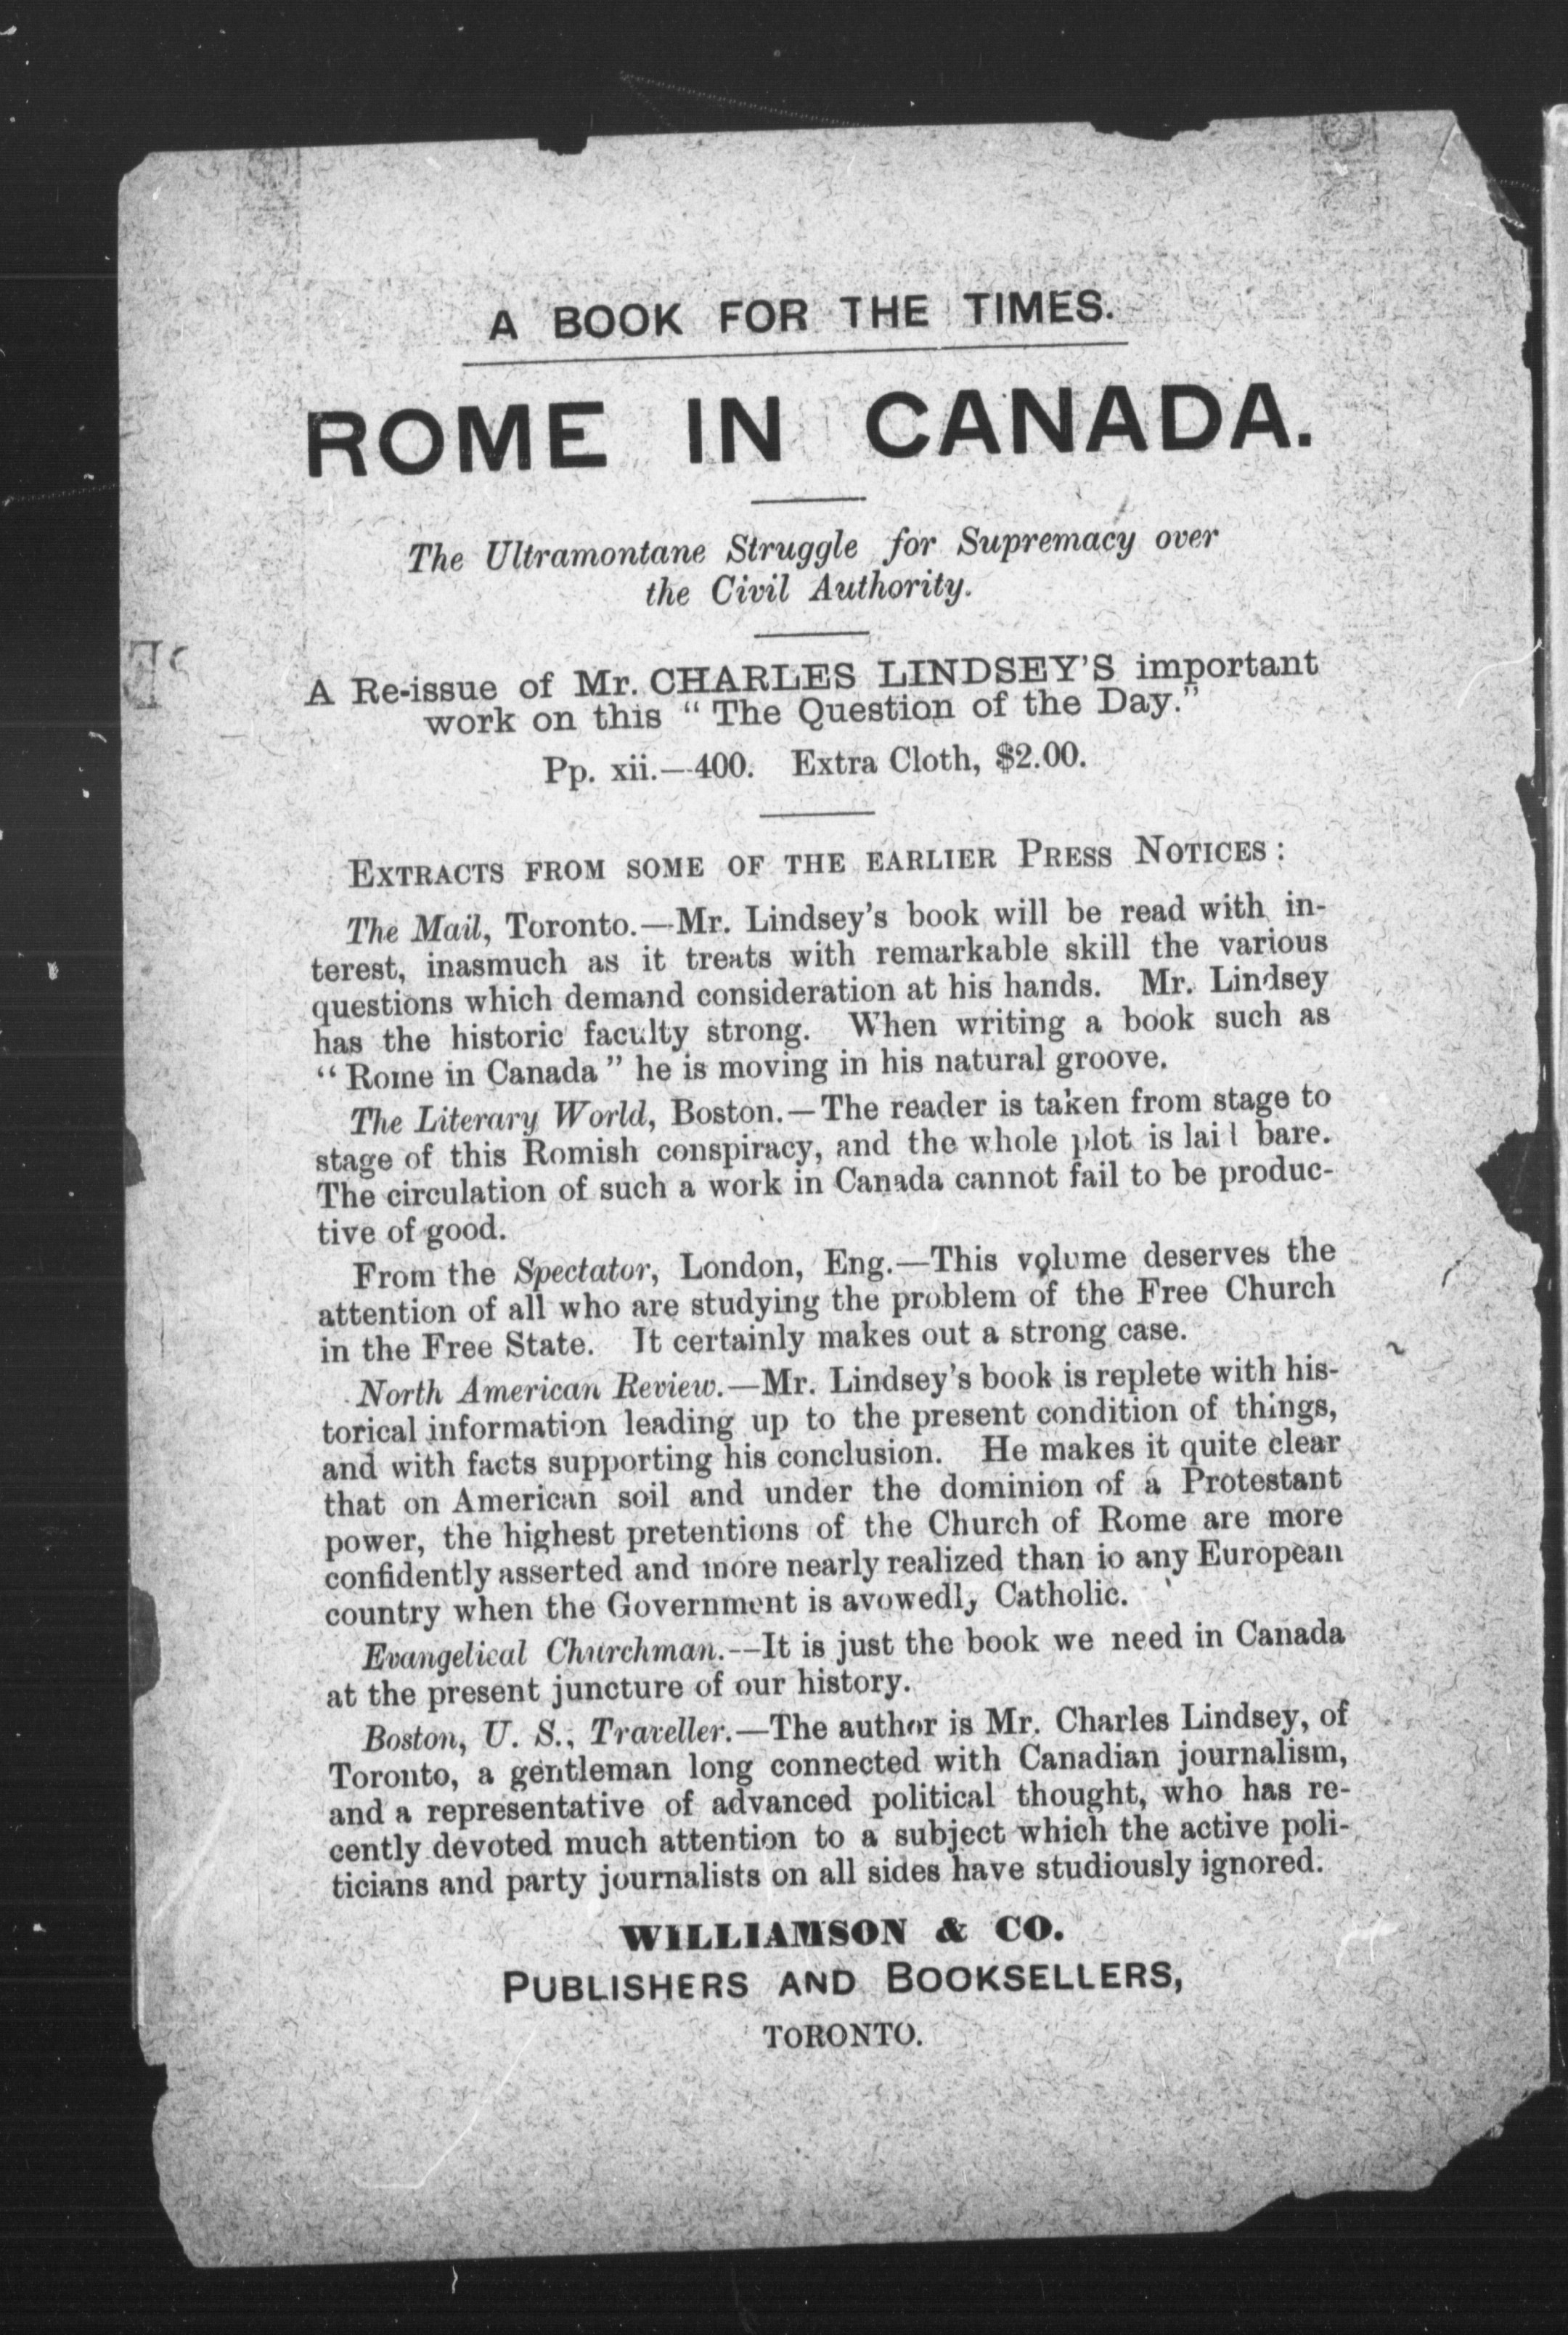 A BOOK FOR THE TIMES.
ROME IN CANADA.
The Ultramontane Struggle for Supremacy over
the Civil Authority.
A Re-issue of Mr. CHARLES LINDSEY'S important
work on this "The Question of the Day."
Pp. xii.—400. Extra Cloth, $2.00.
EXTRACTS FROM SOME OF THE EARLIER PRESS NOTICES:
The Mail, Toronto.—Mr. Lindsey's book will be read with in-
terest, inasmuch as it treats with remarkable skill the various
questions which demand consideration at his hands. Mr. Lindsey
has the historic faculty strong. When writing a book such as
"Rome in Canada" he is moving in his natural groove.
The Literary World, Boston.—The reader is taken from stage to
stage of this Romish conspiracy, and the whole plot is laid bare.
The circulation of such a work in Canada cannot fail to be produc-
tive of good.
From the Spectator, London, Eng.—This volume deserves the
attention of all who are studying the problem of the Free Church
in the Free State. It certainly makes out a strong case.
North American Review.—Mr. Lindsey's book is replete with his-
torical information leading up to the present condition of things,
and with facts supporting his conclusion. He makes it quite clear
that on American soil and under the dominion of a Protestant
power, the highest pretentions of the Church of Rome are more
confidently asserted and more nearly realized than io any European
country when the Government is avowedly Catholic.
Evangelical Churchman.—It is just the book we need in Canada
at the present juncture of our history.
Boston, U. S., Traveller.—The author is Mr. Charles Lindsey, of
Toronto, a gentleman long connected with Canadian journalism,
and a representative of advanced political thought, who has re-
cently devoted much attention to a subject which the active poli-
ticians and party journalists on all sides have studiously ignored.
WILLIAMSON & CO.
PUBLISHERS AND BOOKSELLERS,
TORONTO.